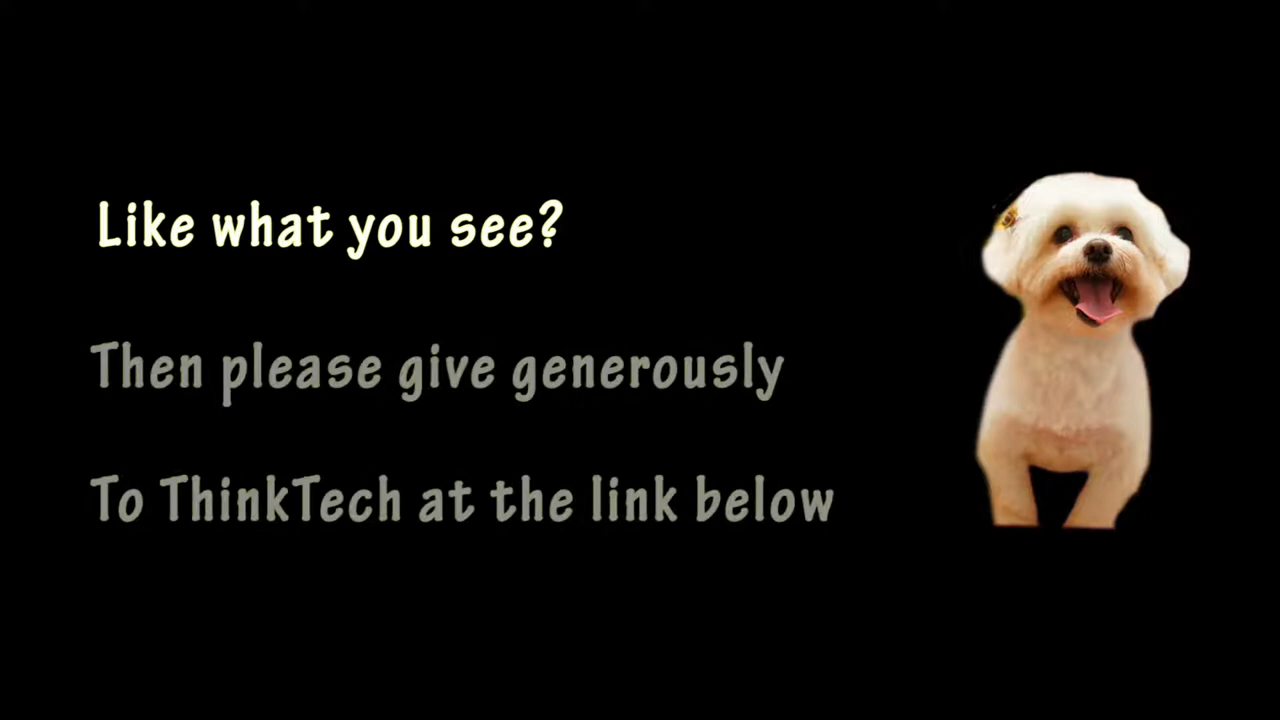 Like what you see?
Then please give generously
To ThinkTech at the link below